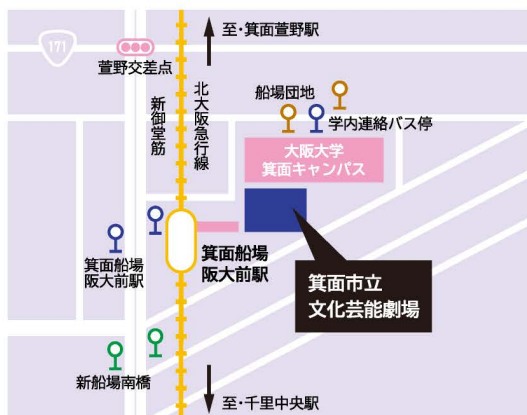 至・箕面萱野駅
171
萱野交差点
新御堂筋
北大阪急行線
船場団地
学内連絡バス停
大阪大学
箕面キャンパス
箕面船場
阪大前駅
箕面船場
阪大前駅
箕面市立
文化芸能劇場
新船場南橋
至・千里中央駅